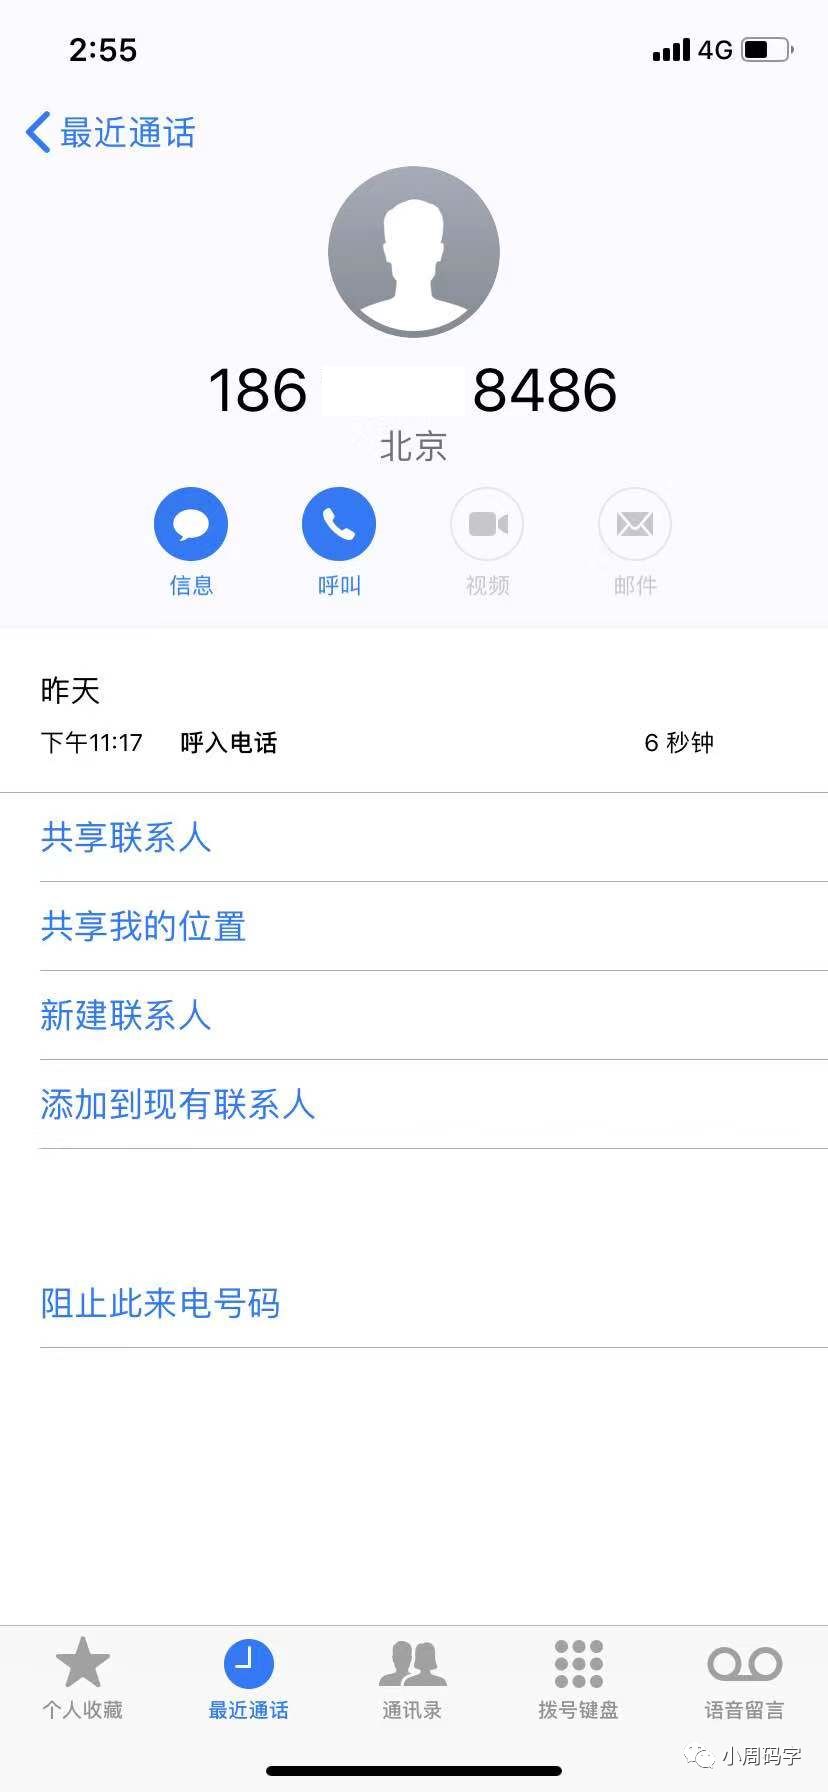 2:55 4G
最近通话
186 8486
北京
信息 呼叫 视频 邮件
昨天
下午11:17 呼入电话 6 秒钟
共享联系人
共享我的位置
新建联系人
添加到现有联系人
阻止此来电号码
个人收藏 最近通话 通讯录 拨号键盘 语音留言
小周码字